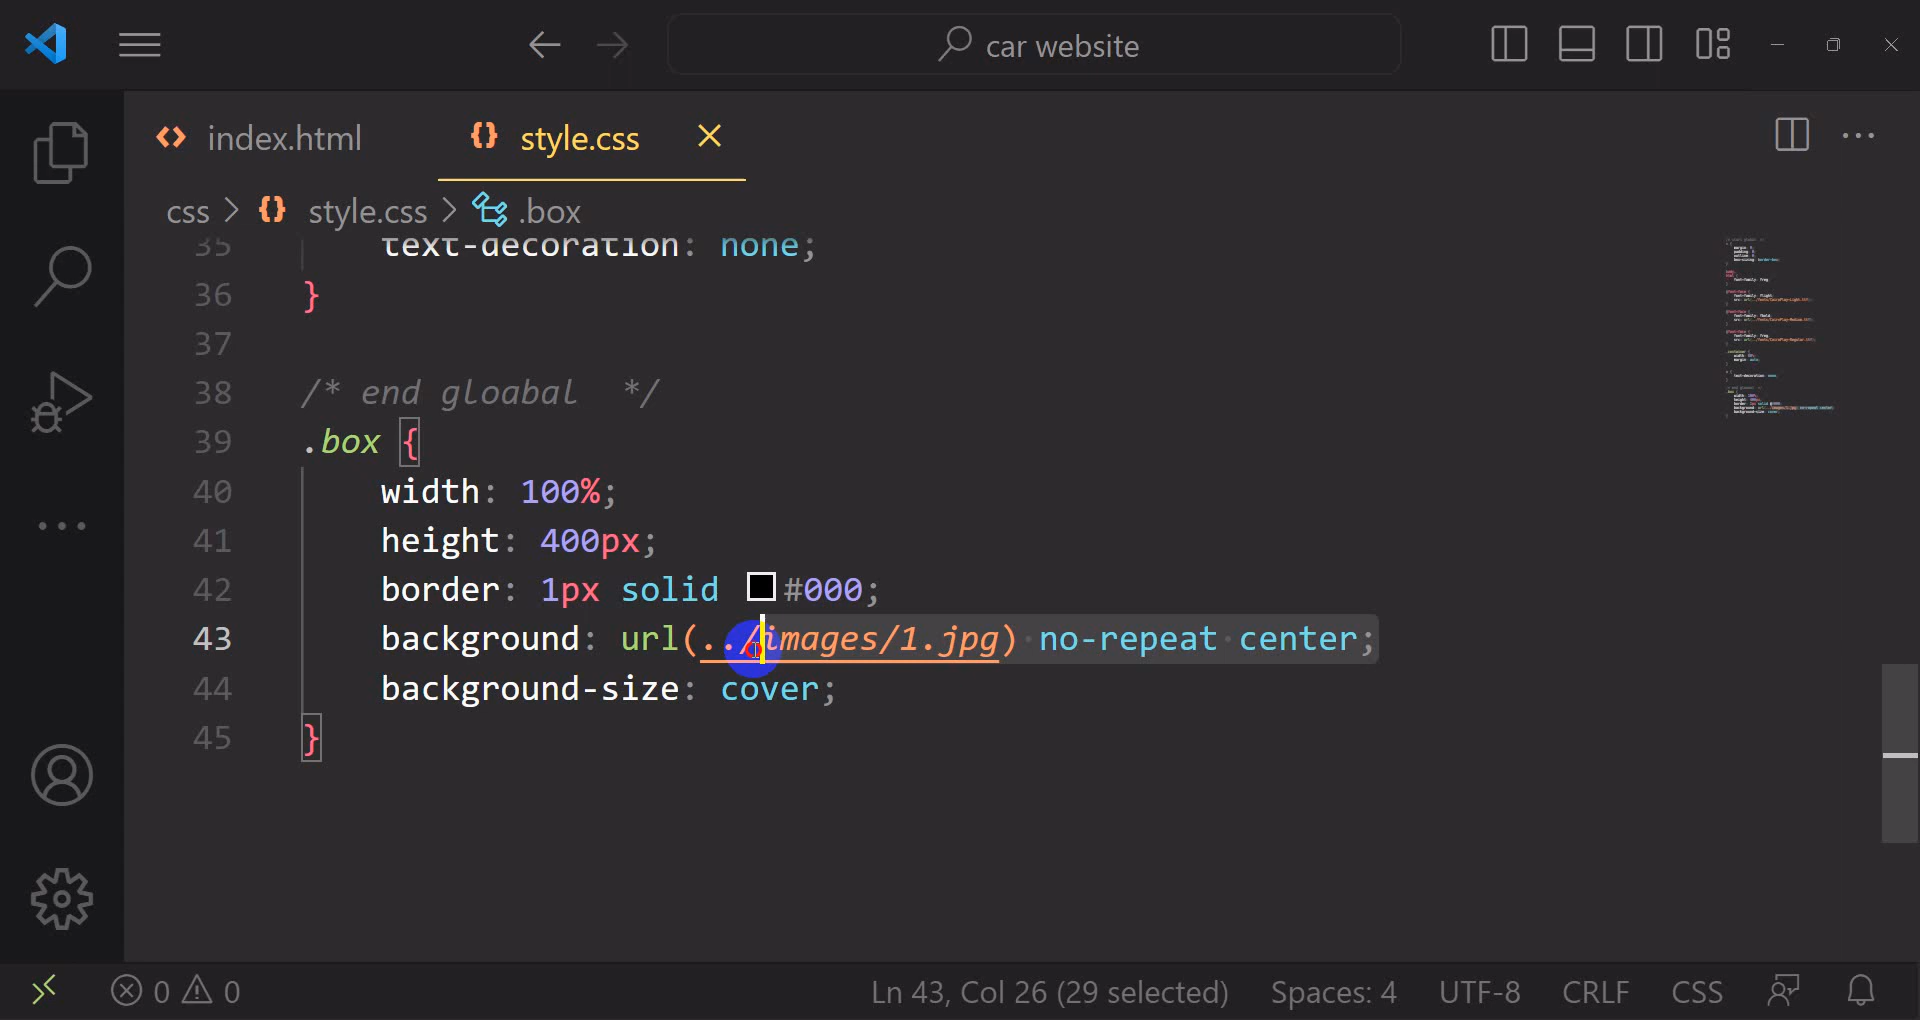 car website
index.html
style.css
css > style.css > .box
35 text-decoration: none;
36 }
37
38 /* end gloabal */
39 .box {
40 width: 100%;
41 height: 400px;
42 border: 1px solid #000;
43 background: url(../images/1.jpg) no-repeat center;
44 background-size: cover;
45 }
0 0 Ln 43, Col 26 (29 selected) Spaces: 4 UTF-8 CRLF CSS